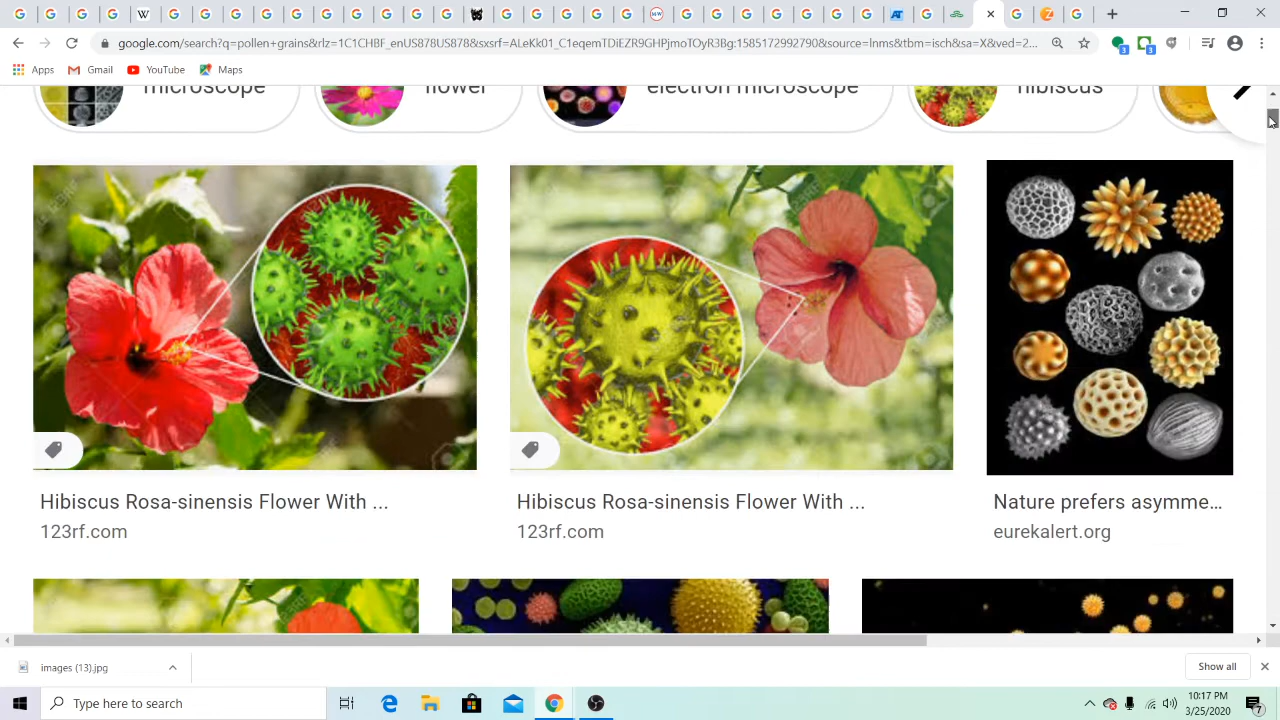 google.com/search?q=pollen+grains&rlz=1C1CHBF_enUS878US878&sxsrf=ALeKk01_C1eqemTDiEZR9GHPjmoTOyR3Bg:1585172992790&source=lnms&tbm=isch&sa=X&ved=2...
3
3
Apps
Gmail
YouTube
Maps
microscope
flower
electron microscope
hibiscus
Hibiscus Rosa-sinensis Flower With ...
123rf.com
Hibiscus Rosa-sinensis Flower With ...
123rf.com
Nature prefers asymme...
eurekalert.org
images (13).jpg
Show all
Type here to search
10:17 PM
3/25/2020
7